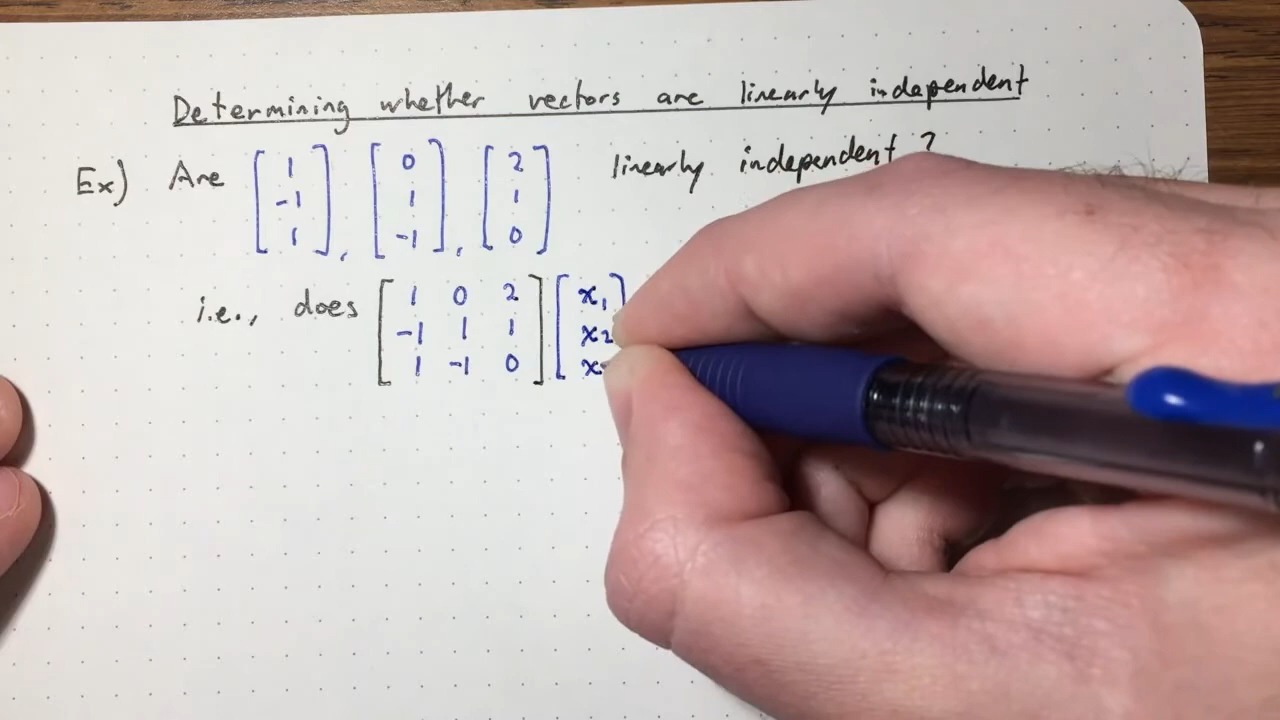 Determining whether vectors are linearly independent
Ex) Are [1 -1 1], [0 1 -1], [2 1 0] linearly independent?
i.e., does [1 0 2; -1 1 1; 1 -1 0] [x₁ x₂ x